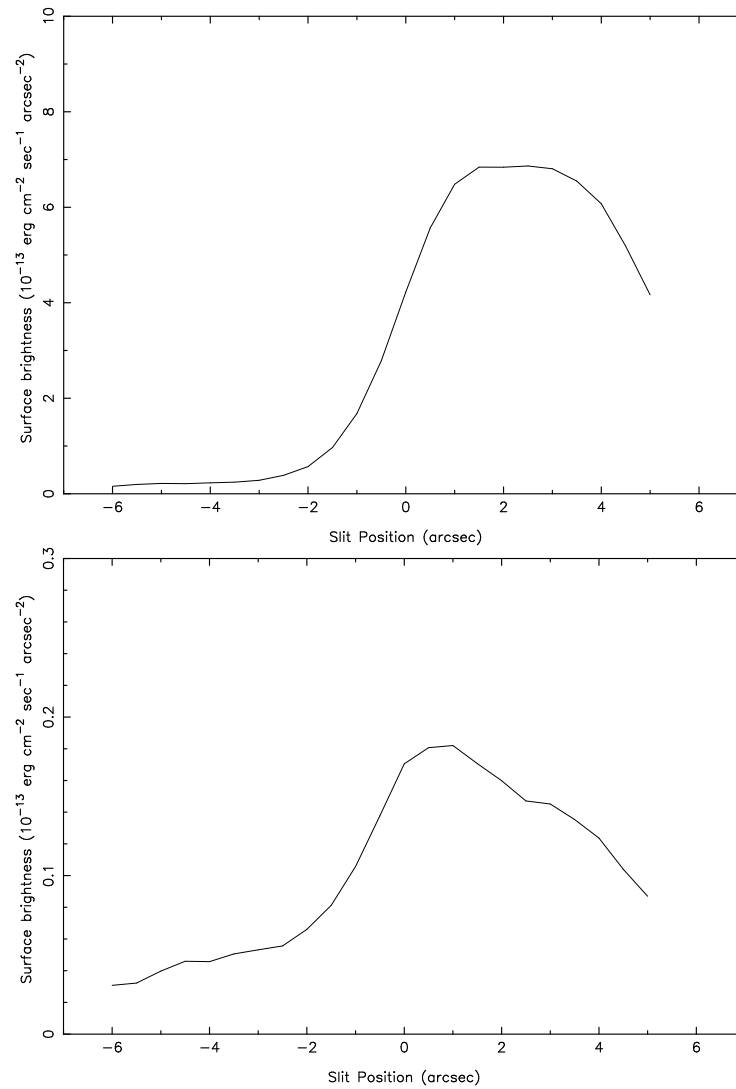 10
8
6
4
2
0
Surface brightness (10−13 erg cm−2 sec−1 arcsec−2)
−6 −4 −2 0 2 4 6
Slit Position (arcsec)
0.3
0.2
0.1
0
Surface brightness (10−13 erg cm−2 sec−1 arcsec−2)
−6 −4 −2 0 2 4 6
Slit Position (arcsec)